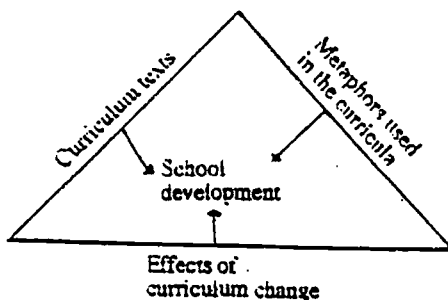 Curriculum texts
Metaphors used
in the curricula
School
development
Effects of
curriculum change